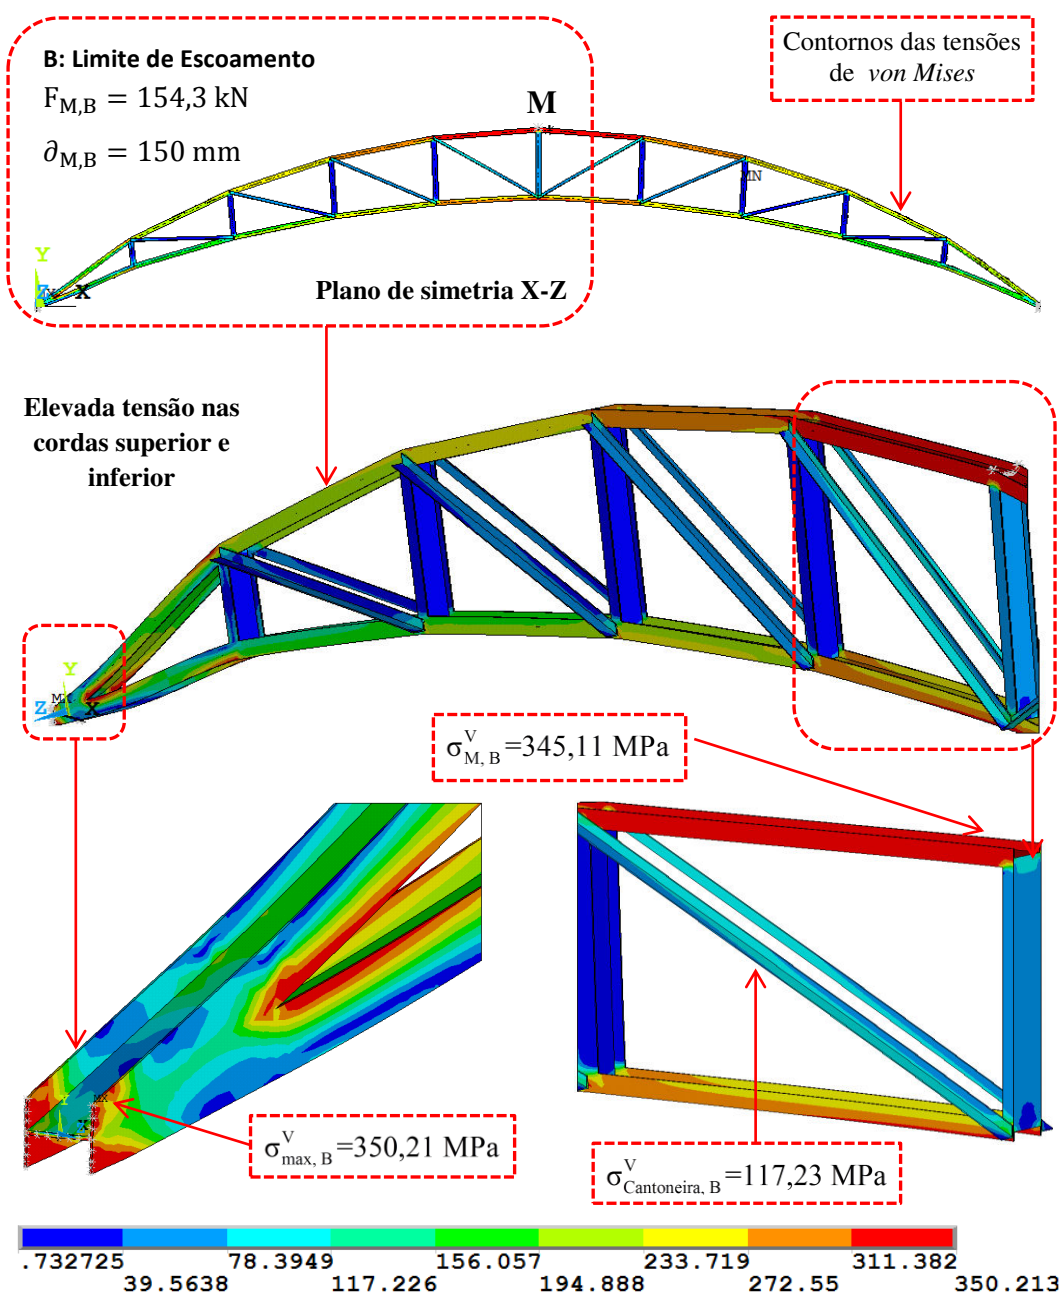 B: Limite de Escoamento
F_M,B = 154,3 kN
∂_M,B = 150 mm
M
Contornos das tensões
de von Mises
MN
Y
Z
X
Plano de simetria X-Z
Elevada tensão nas
cordas superior e
inferior
Y
Z
X
σ^V_M, B=345,11 MPa
MX
Y
X
σ^V_max, B=350,21 MPa
σ^V_Cantoneira, B=117,23 MPa
.732725 78.3949 156.057 233.719 311.382
39.5638 117.226 194.888 272.55 350.213